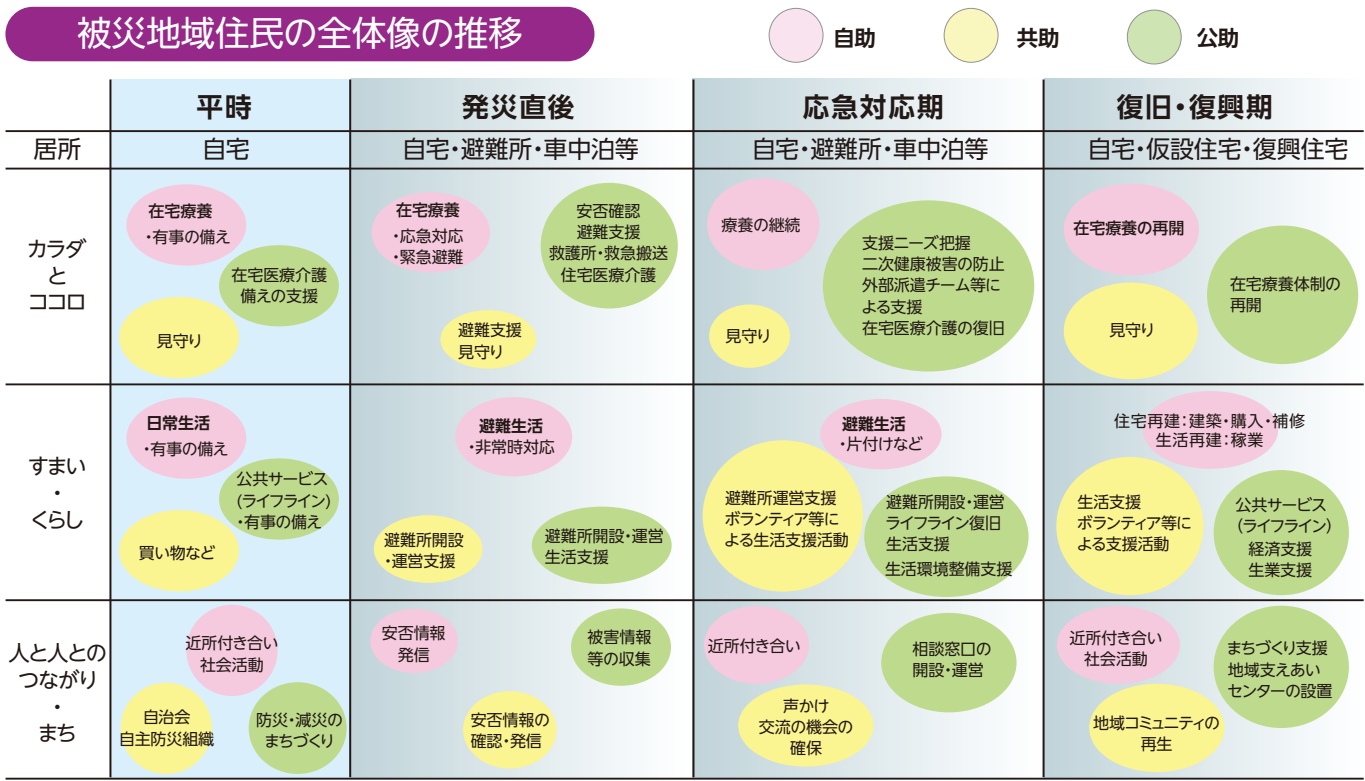 被災地域住民の全体像の推移
自助
共助
公助
平時
発災直後
応急対応期
復旧・復興期
居所
自宅
自宅・避難所・車中泊等
自宅・避難所・車中泊等
自宅・仮設住宅・復興住宅
カラダ
と
ココロ
在宅療養
・有事の備え
在宅医療介護
備えの支援
見守り
在宅療養
・応急対応
・緊急避難
安否確認
避難支援
救護所・救急搬送
住宅医療介護
避難支援
見守り
療養の継続
支援ニーズ把握
二次健康被害の防止
外部派遣チーム等に
よる支援
在宅医療介護の復旧
見守り
在宅療養の再開
在宅療養体制の
再開
見守り
すまい
・
くらし
日常生活
・有事の備え
公共サービス
(ライフライン)
・有事の備え
買い物など
避難生活
・非常時対応
避難所開設
・運営支援
避難所開設・運営
生活支援
避難生活
・片付けなど
避難所運営支援
ボランティア等に
よる生活支援活動
避難所開設・運営
ライフライン復旧
生活支援
生活環境整備支援
住宅再建：建築・購入・補修
生活再建：稼業
生活支援
ボランティア等に
よる支援活動
公共サービス
(ライフライン)
経済支援
生業支援
人と人との
つながり
・
まち
近所付き合い
社会活動
自治会
自主防災組織
防災・減災の
まちづくり
安否情報
発信
被害情報
等の収集
安否情報の
確認・発信
近所付き合い
相談窓口の
開設・運営
声かけ
交流の機会の
確保
近所付き合い
社会活動
まちづくり支援
地域支えあい
センターの設置
地域コミュニティの
再生